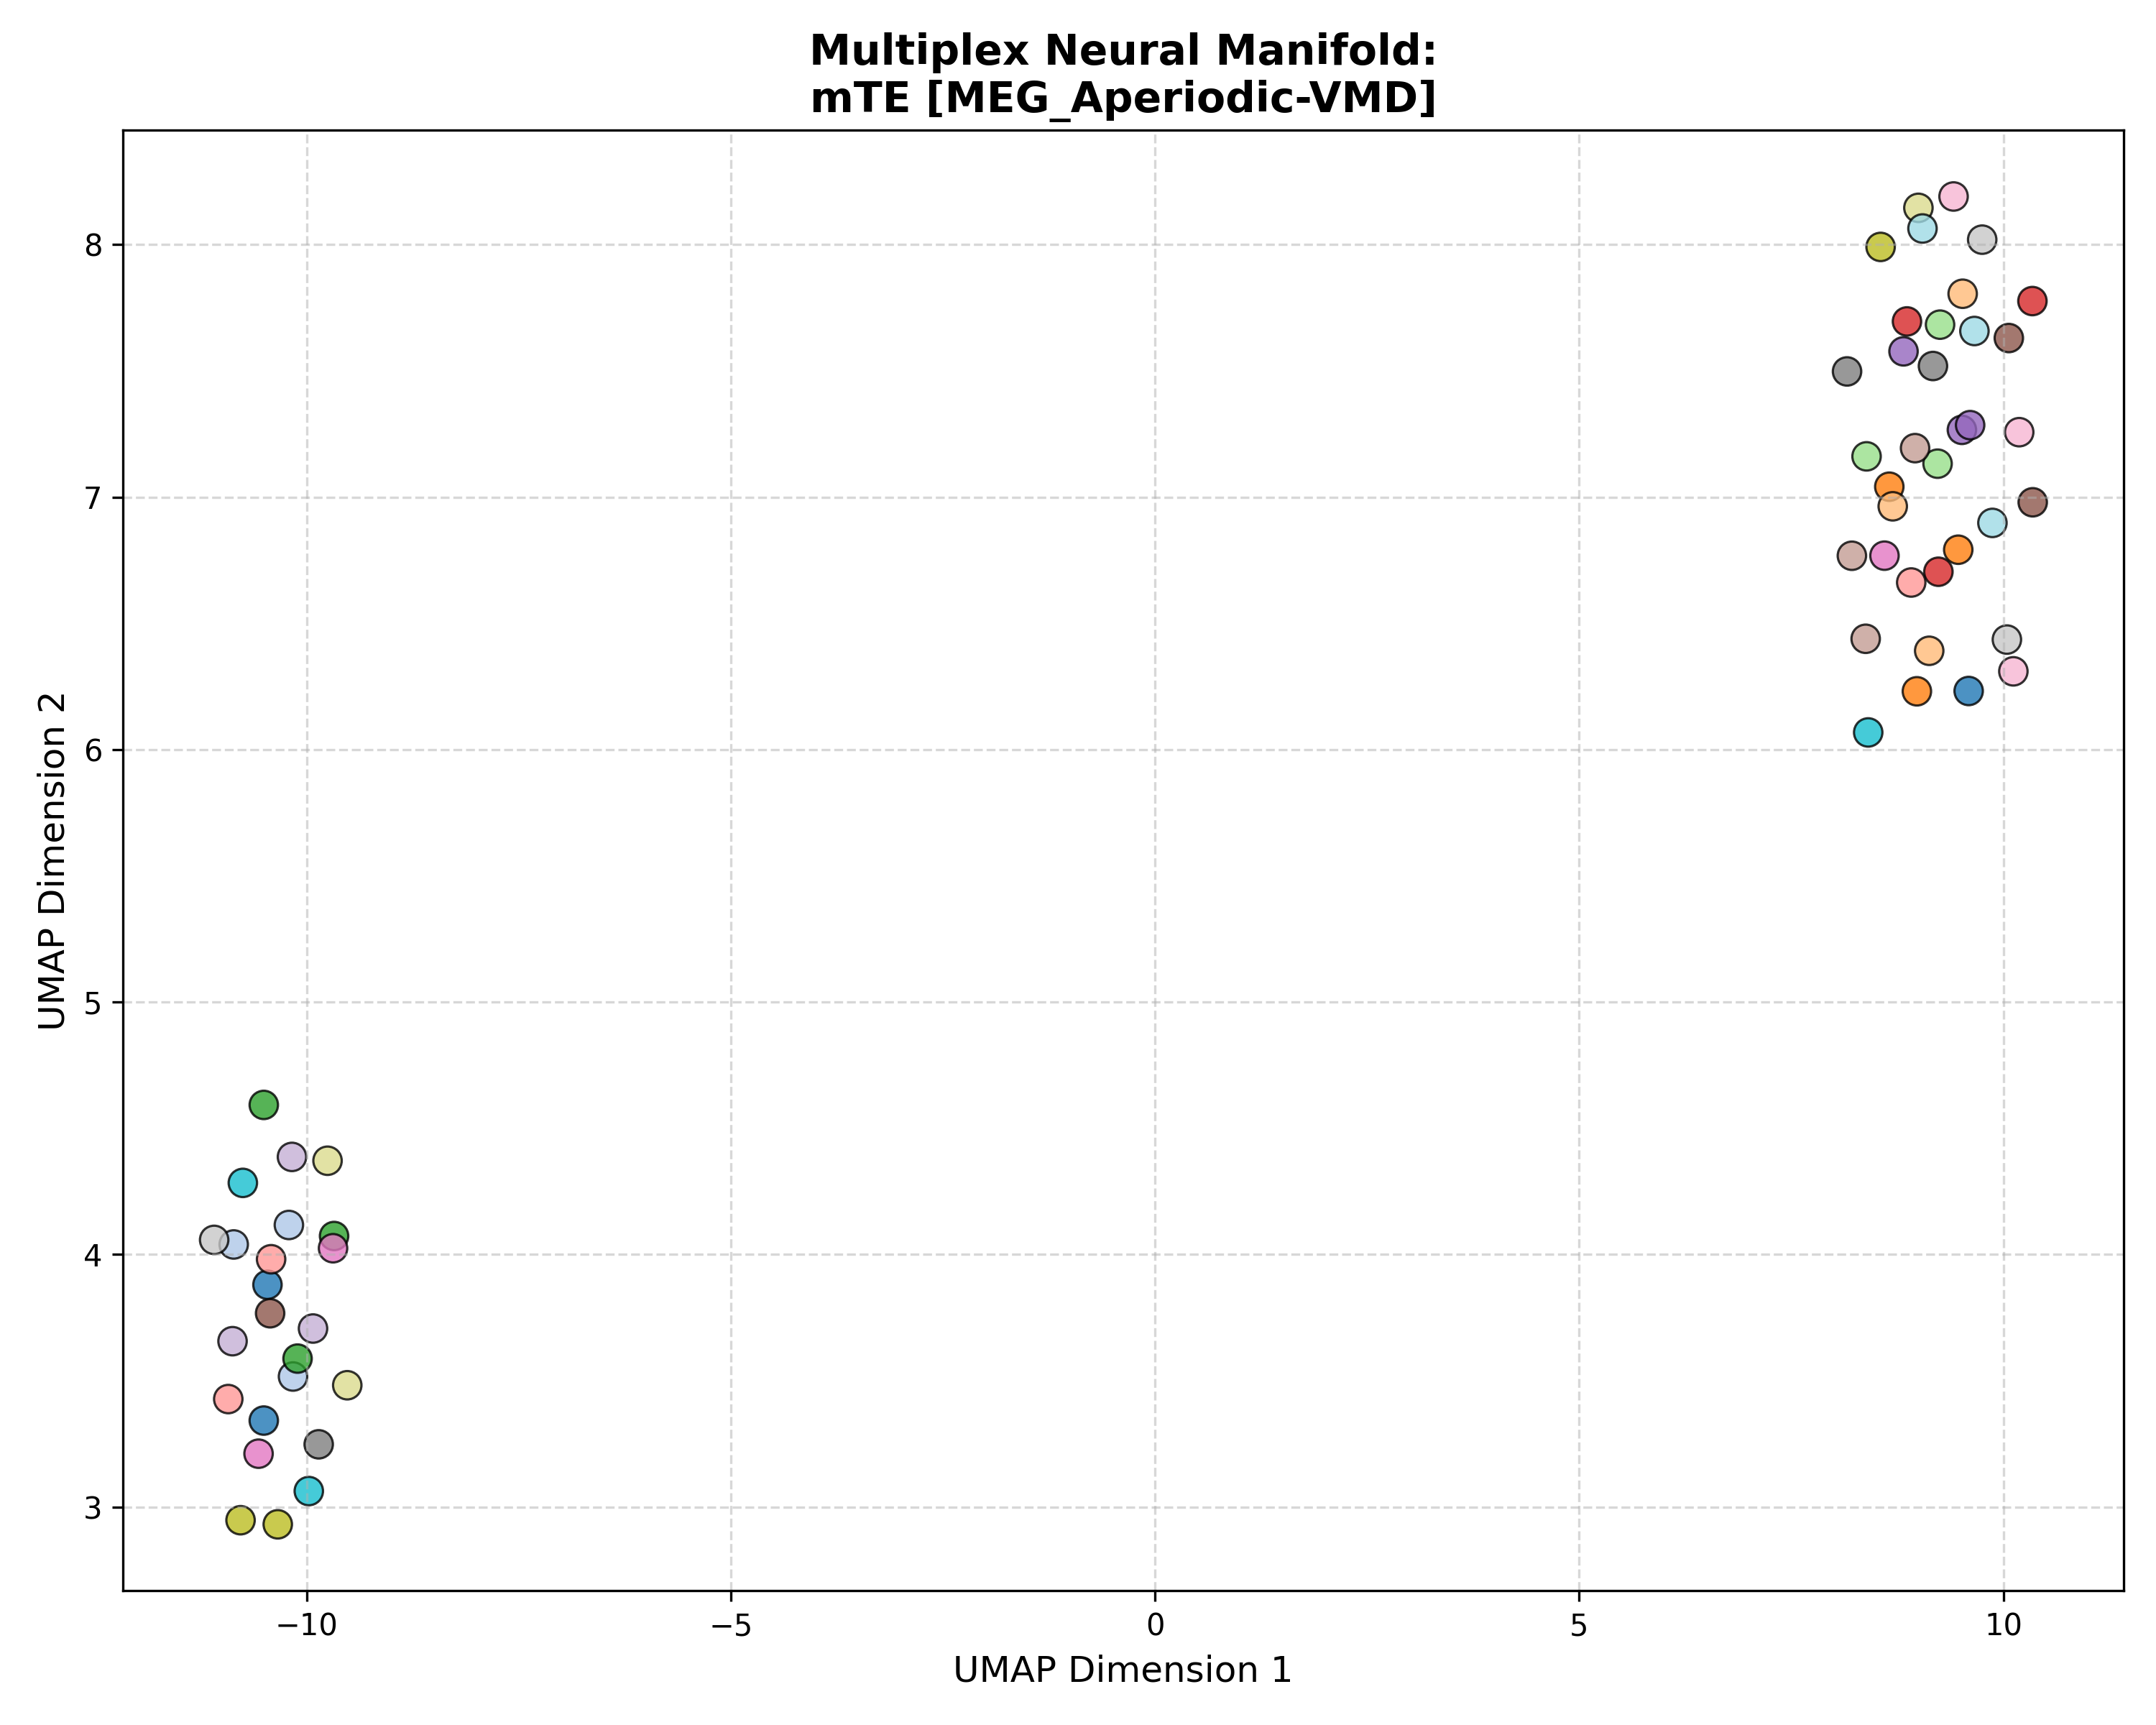 Multiplex Neural Manifold:
mTE [MEG_Aperiodic-VMD]
UMAP Dimension 2
8
7
6
5
4
3
−10
−5
0
5
10
UMAP Dimension 1